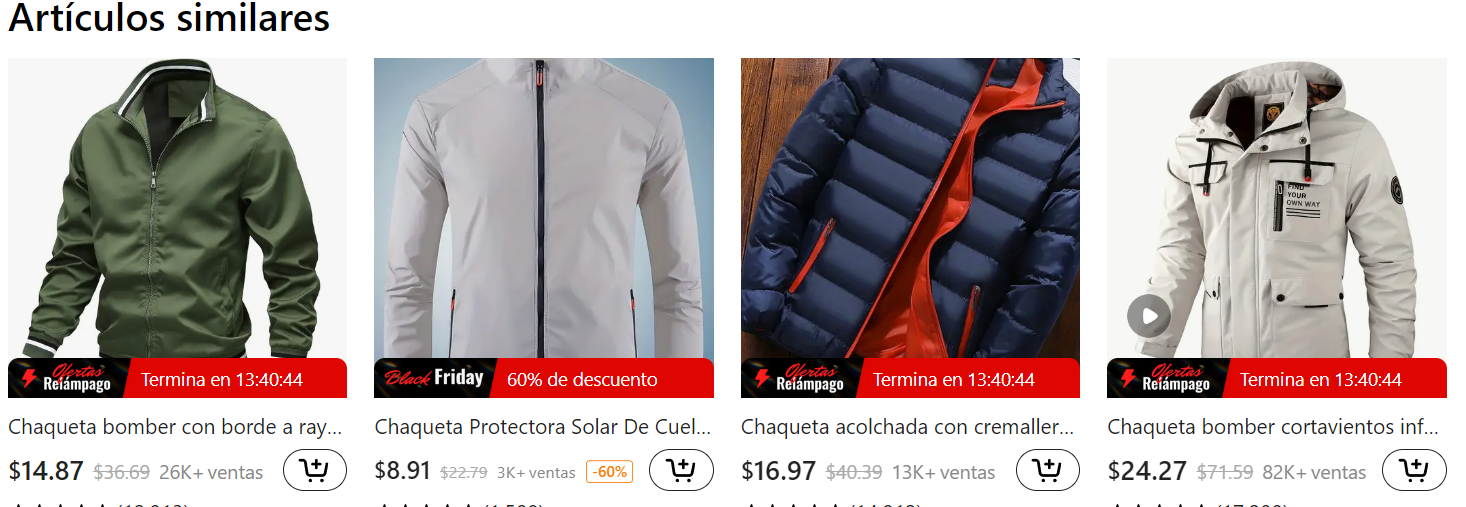 Artículos similares
FIND
YOUR
OWN WAY
Ofertas
Relámpago
Termina en 13:40:44
Black Friday
60% de descuento
Ofertas
Relámpago
Termina en 13:40:44
Ofertas
Relámpago
Termina en 13:40:44
Chaqueta bomber con borde a ray...
Chaqueta Protectora Solar De Cuel...
Chaqueta acolchada con cremaller...
Chaqueta bomber cortavientos inf...
$14.87 $36.69 26K+ ventas
$8.91 $22.79 3K+ ventas -60%
$16.97 $40.39 13K+ ventas
$24.27 $71.59 82K+ ventas